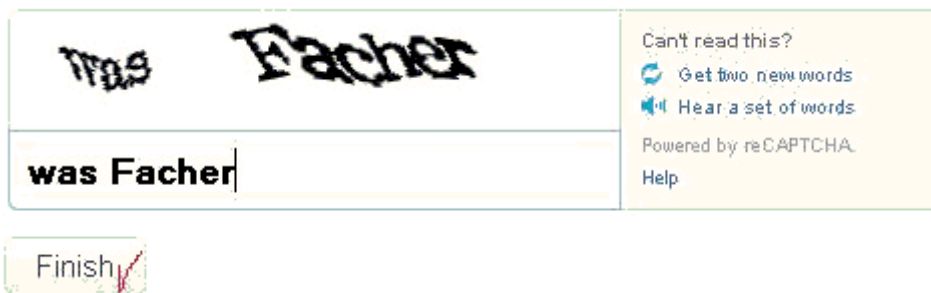 was Facher
Can't read this?
Get two new words
Hear a set of words
was Facher
Powered by reCAPTCHA.
Help
Finish